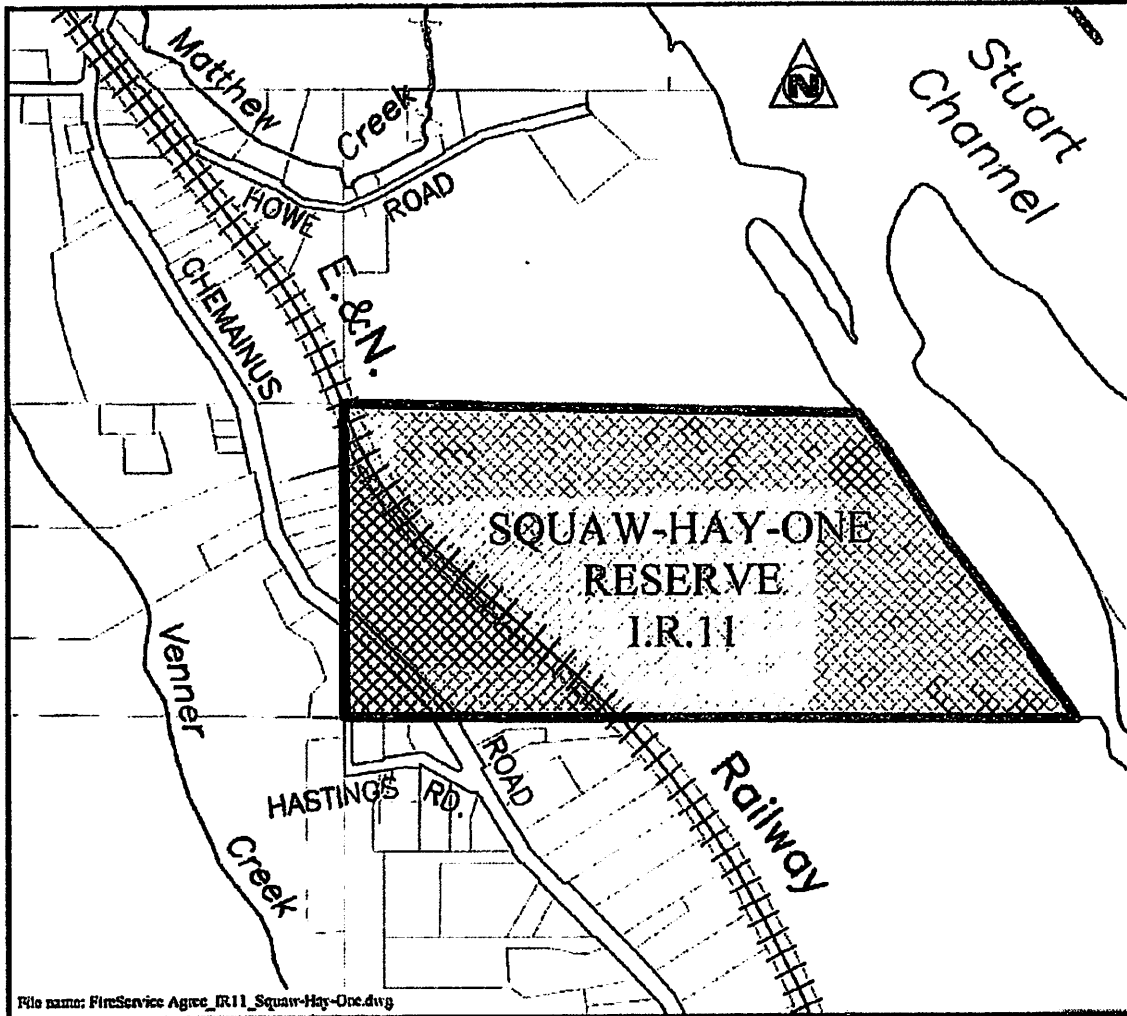 Matthew
Creek
N
Stuart
Channel
HOWE ROAD
CHEMAINUS
E.&N.
SQUAW-HAY-ONE
RESERVE
I.R.11
Venner
Creek
HASTINGS RD.
ROAD
Railway
File name: FireService Agree_IR11_Squaw-Hay-One.dwg